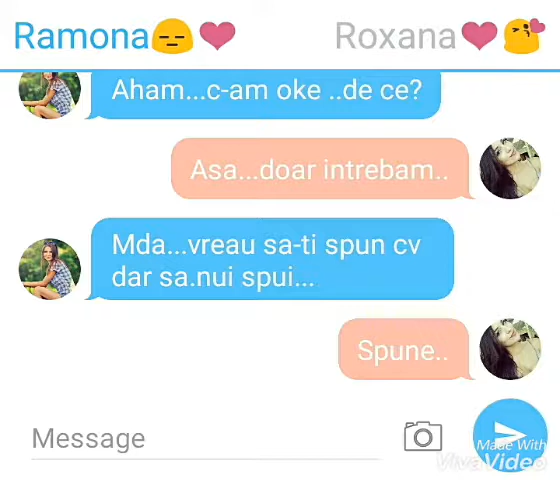 Ramona😑❤ Roxana❤😘
Aham...c-am oke ..de ce?
Asa...doar intrebam..
Mda...vreau sa-ti spun cv
dar sa.nui spui...
Spune..
Message
Made With
VivaVideo